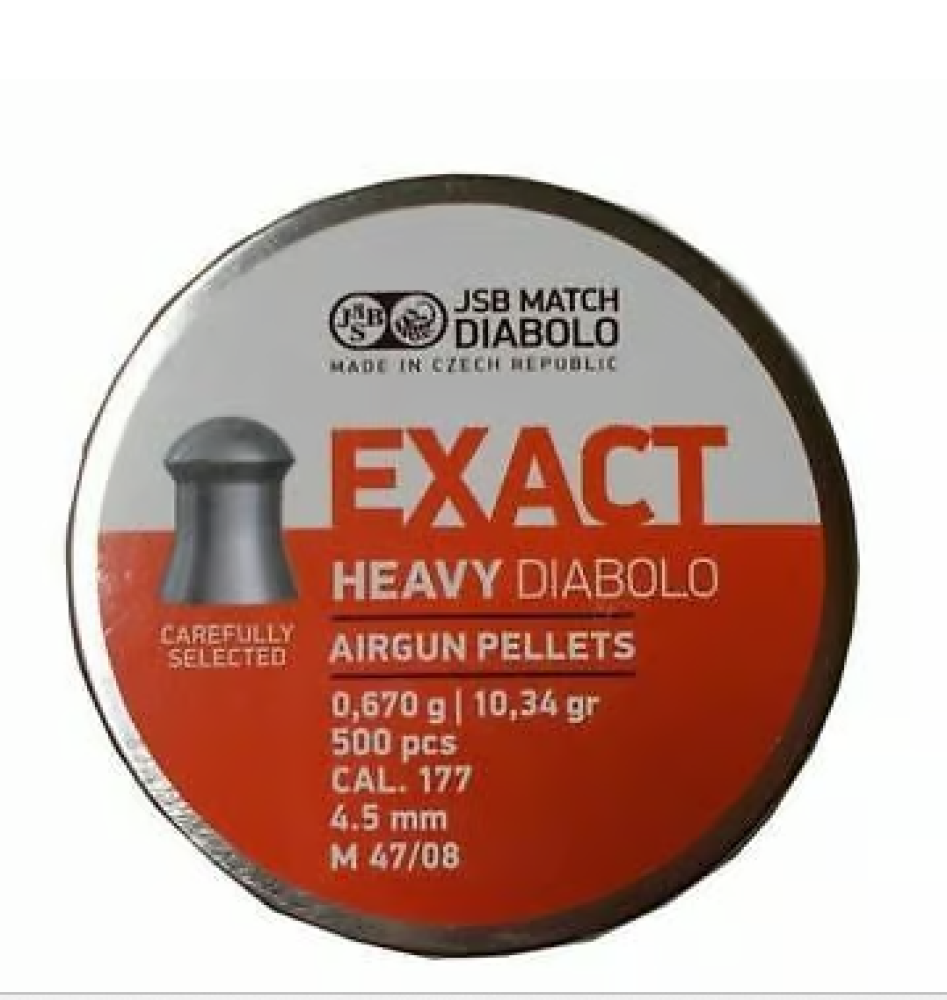 JSB
JSB MATCH
DIABOLO
MADE IN CZECH REPUBLIC
EXACT
HEAVY DIABOLO
CAREFULLY
SELECTED
AIRGUN PELLETS
0,670 g | 10,34 gr
500 pcs
CAL. 177
4.5 mm
M 47/08